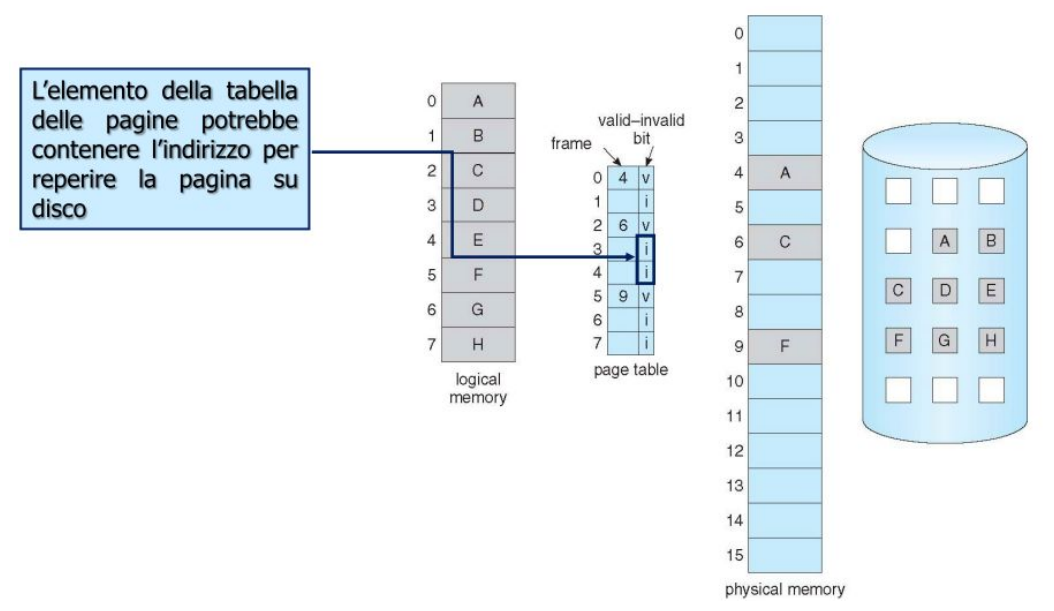 L'elemento della tabella
delle pagine potrebbe
contenere l'indirizzo per
reperire la pagina su
disco
0 A
1 B
2 C
3 D
4 E
5 F
6 G
7 H
logical
memory
valid–invalid
bit
frame
0 4 v
1 i
2 6 v
3 i
4 i
5 9 v
6 i
7 i
page table
0
1
2
3
4 A
5
6 C
7
8
9 F
10
11
12
13
14
15
physical memory
A B
C D E
F G H